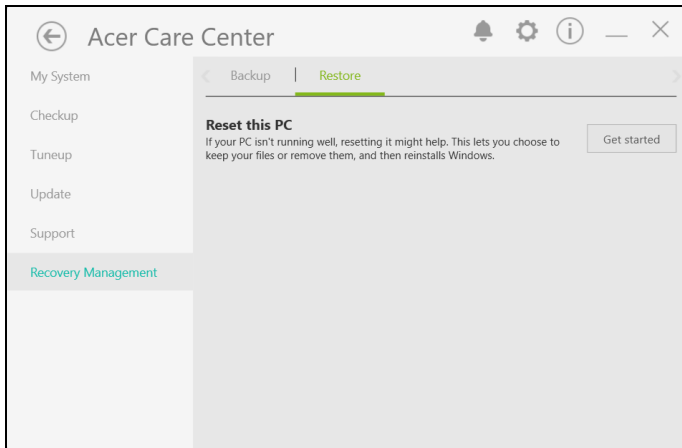 Acer Care Center
My System
Checkup
Tuneup
Update
Support
Recovery Management
Backup
Restore
Reset this PC
If your PC isn't running well, resetting it might help. This lets you choose to
keep your files or remove them, and then reinstalls Windows.
Get started